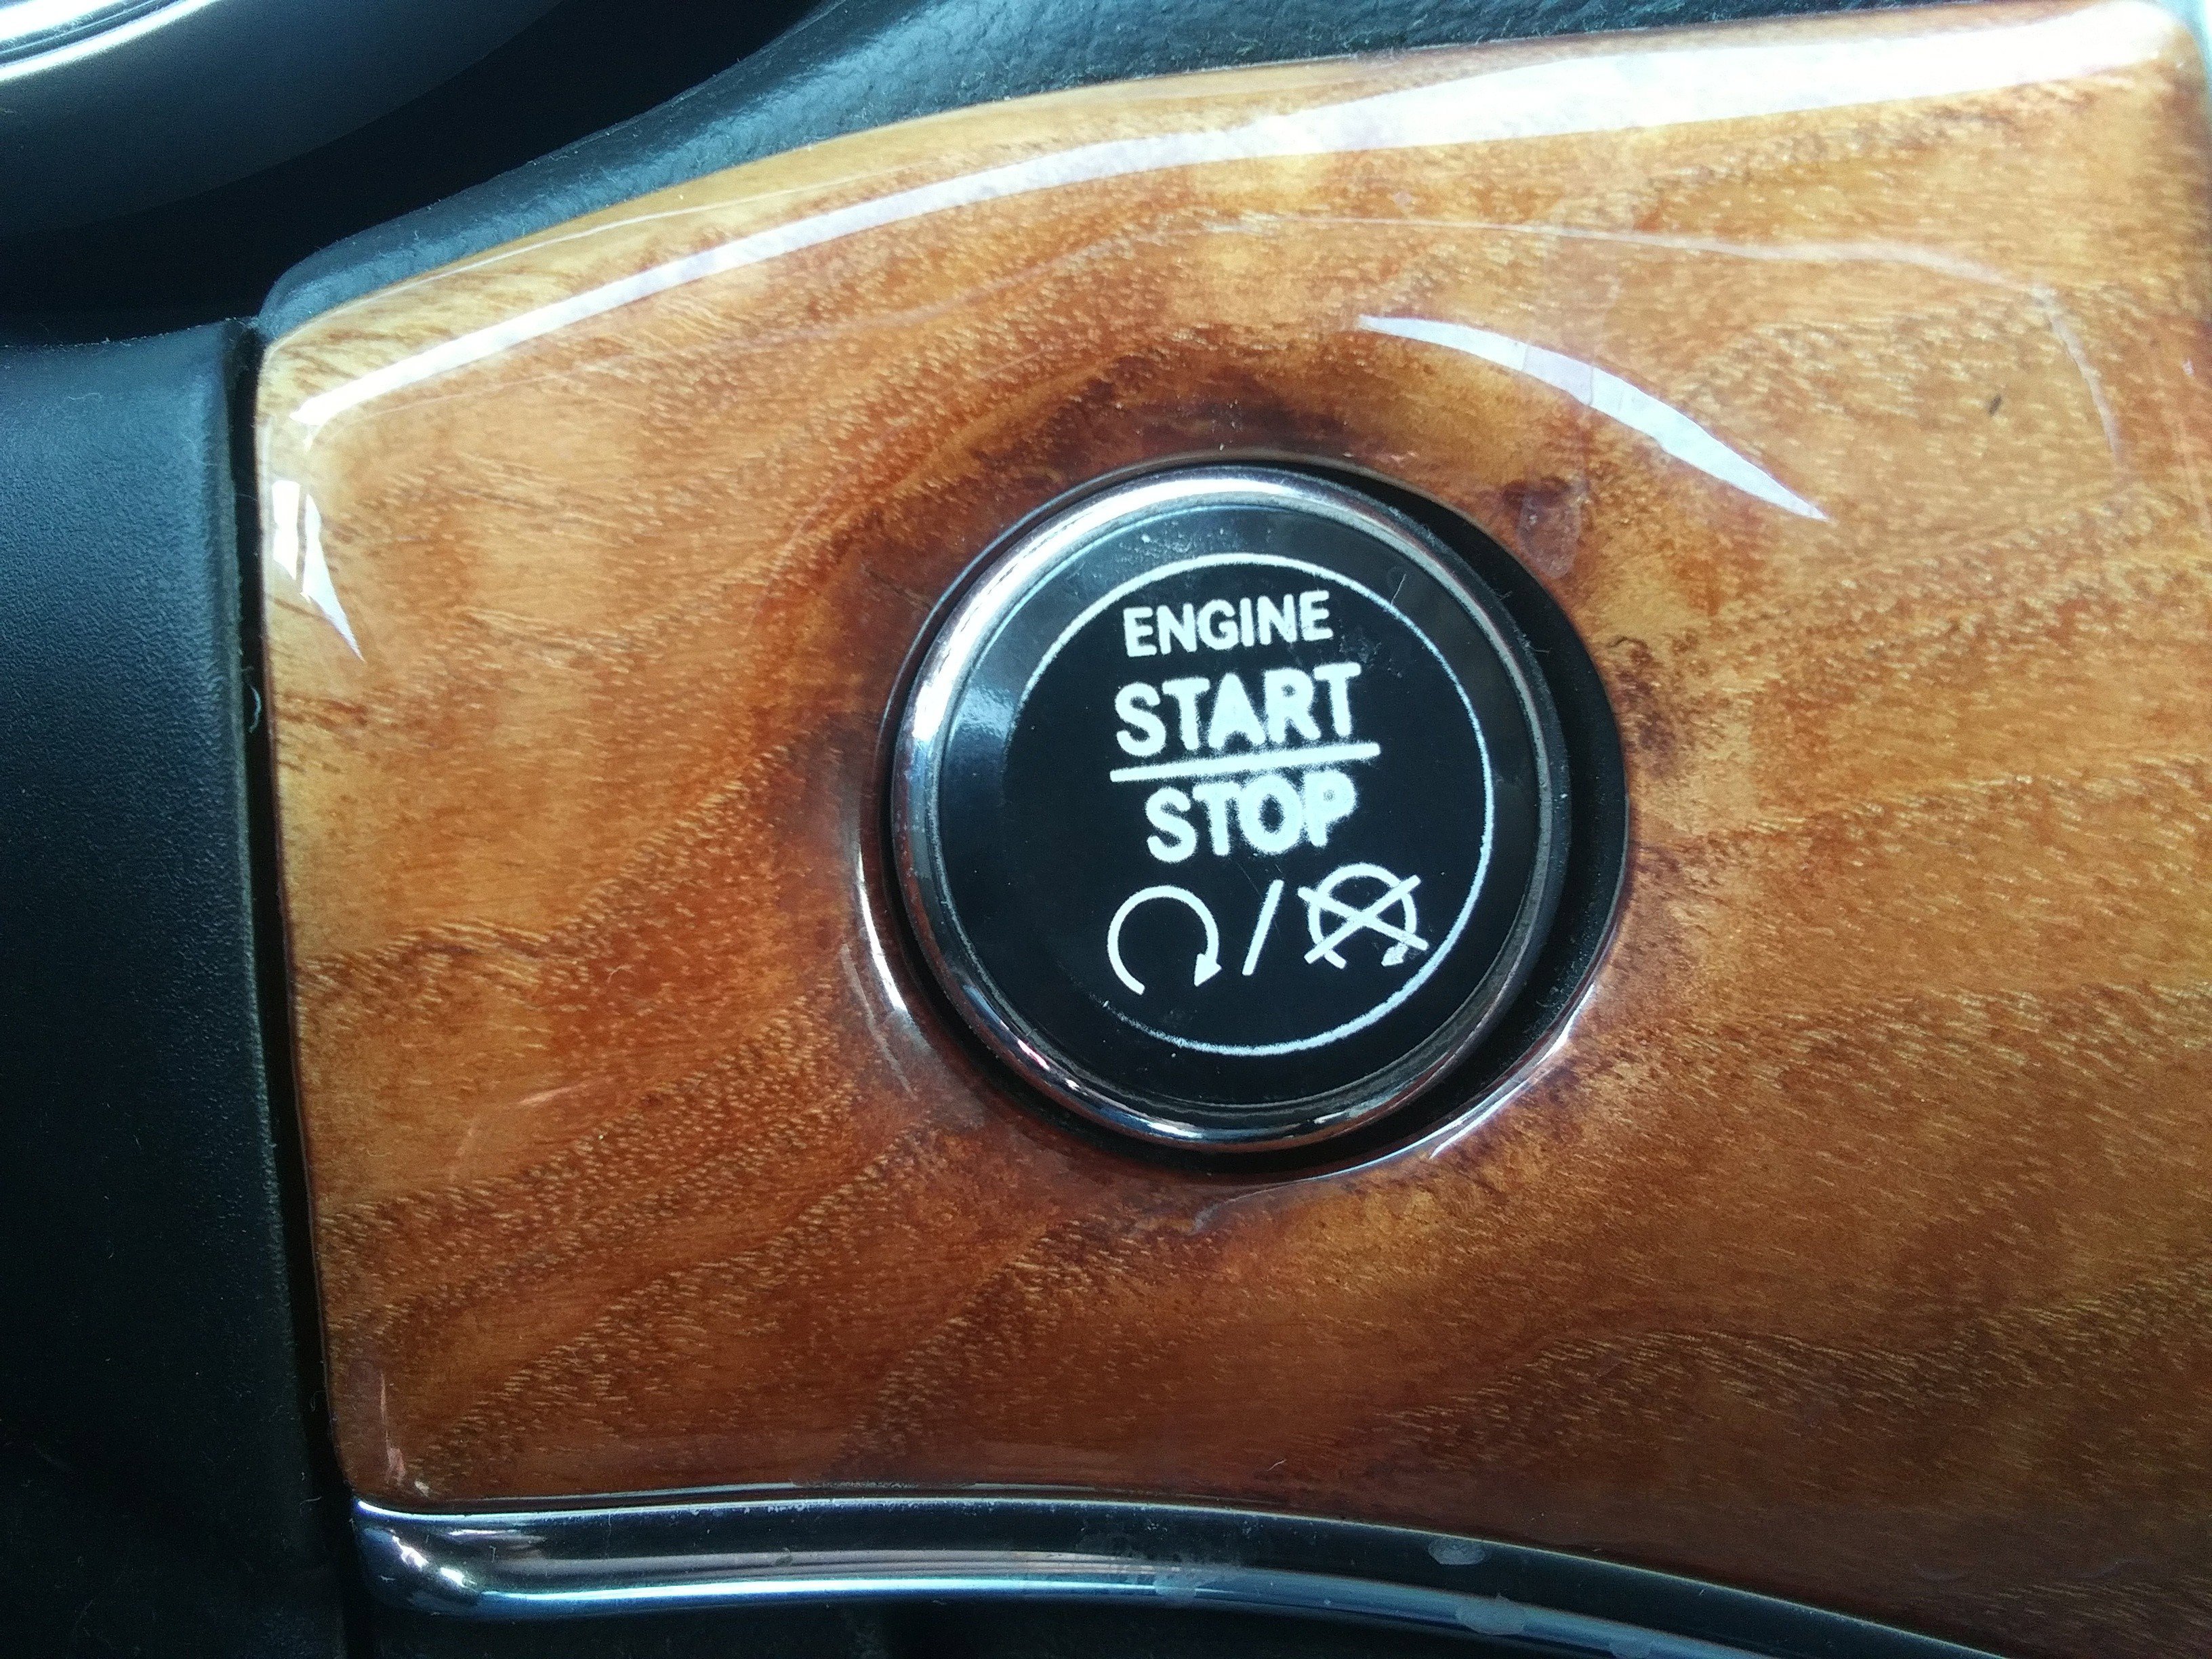 ENGINE
START
STOP
/